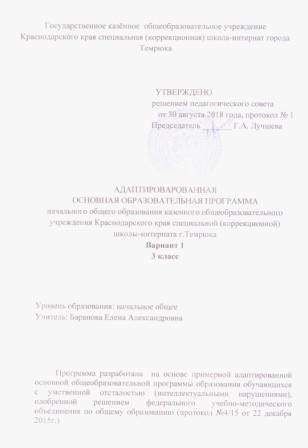 Государственное казённое общеобразовательное учреждение
Краснодарского края специальная (коррекционная) школа-интернат города
Темрюка
УТВЕРЖДЕНО
решением педагогического совета
от 30 августа 2018 года, протокол № 1
Председатель ______ Г.А. Лучшева
АДАПТИРОВАРОВАННАЯ
ОСНОВНАЯ ОБРАЗОВАТЕЛЬНАЯ ПРОГРАММА
начального общего образования казенного общеобразовательного
учреждения Краснодарского края специальной (коррекционной)
школы-интерната г.Темрюка
Вариант 1
3 класс
Уровень образования: начальное общее
Учитель: Баранова Елена Александровна
Программа разработана на основе примерной адаптированной
основной общеобразовательной программы образования обучающихся
с умственной отсталостью (интеллектуальными нарушениями),
одобренной решением федерального учебно-методического
объединения по общему образованию (протокол №4/15 от 22 декабря
2015г.)